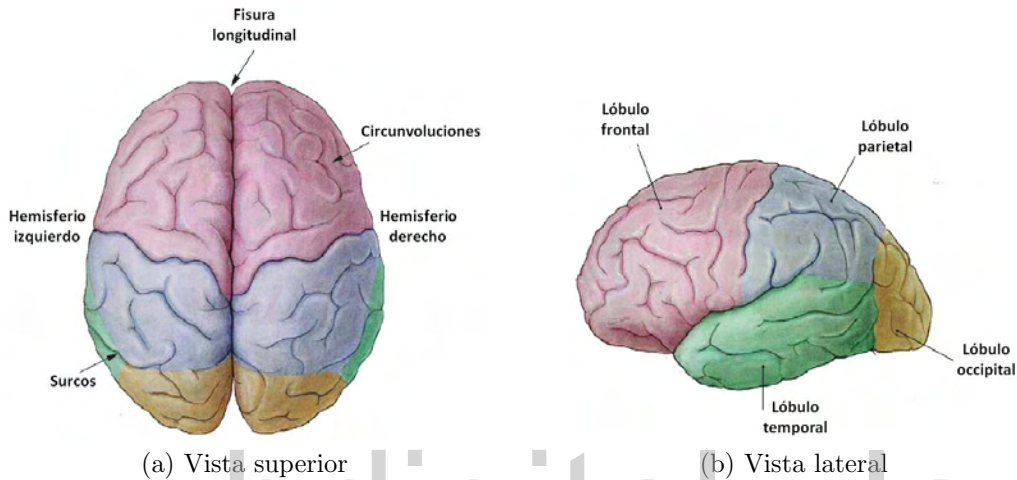 Fisura
longitudinal
Circunvoluciones
Hemisferio
izquierdo
Hemisferio
derecho
Surcos
(a) Vista superior
Lóbulo
frontal
Lóbulo
parietal
Lóbulo
occipital
Lóbulo
temporal
(b) Vista lateral